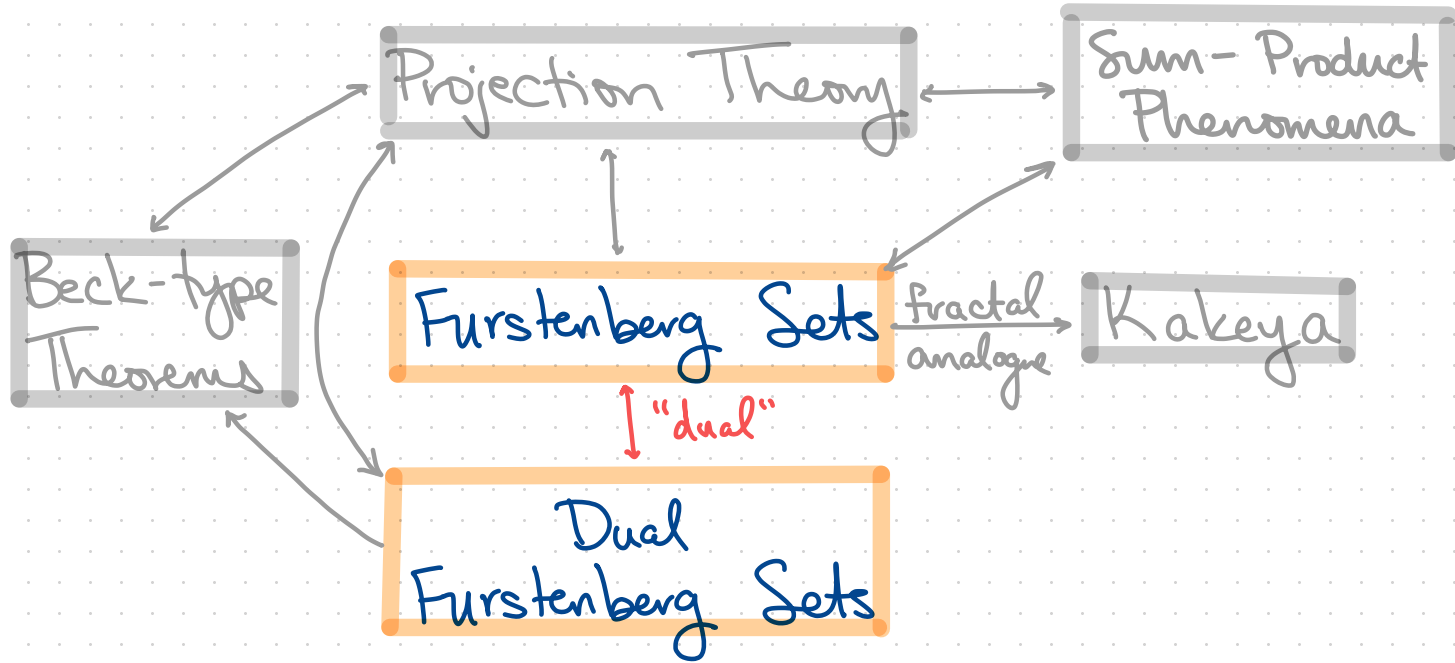 Projection Theory
Sum-Product
Phenomena
Beck-type
Theorems
Furstenberg Sets
fractal
analogue
Kakeya
"dual"
Dual
Furstenberg Sets